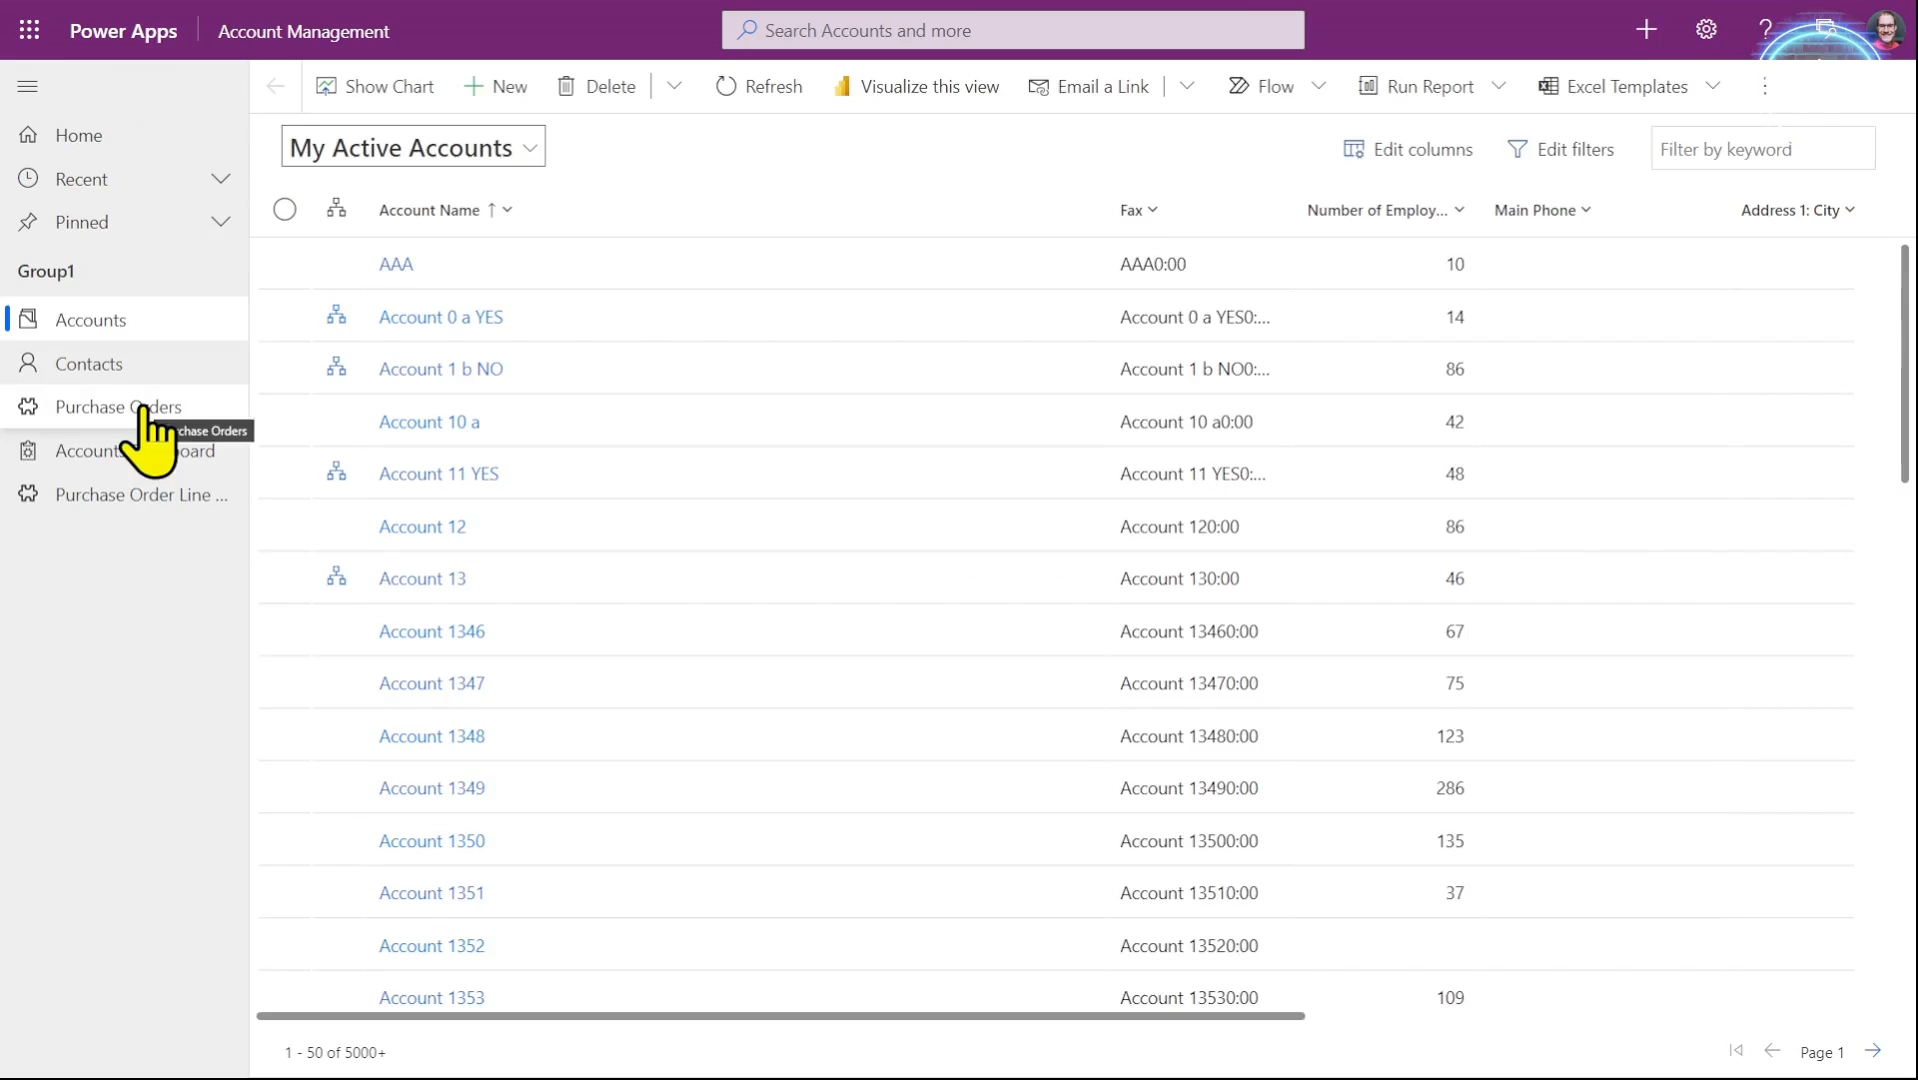 Power Apps
Account Management
Search Accounts and more
?
Show Chart
New
Delete
Refresh
Visualize this view
Email a Link
Flow
Run Report
Excel Templates
Home
Recent
Pinned
Group1
Accounts
Contacts
Purchase Orders
chase Orders
Accounts oard
Purchase Order Line ...
My Active Accounts
Edit columns
Edit filters
Filter by keyword
Account Name ↑ Fax Number of Employ... Main Phone Address 1: City
AAA AAA0:00 10
Account 0 a YES Account 0 a YES0:... 14
Account 1 b NO Account 1 b NO0:... 86
Account 10 a Account 10 a0:00 42
Account 11 YES Account 11 YES0:... 48
Account 12 Account 120:00 86
Account 13 Account 130:00 46
Account 1346 Account 13460:00 67
Account 1347 Account 13470:00 75
Account 1348 Account 13480:00 123
Account 1349 Account 13490:00 286
Account 1350 Account 13500:00 135
Account 1351 Account 13510:00 37
Account 1352 Account 13520:00
Account 1353 Account 13530:00 109
1 - 50 of 5000+
Page 1